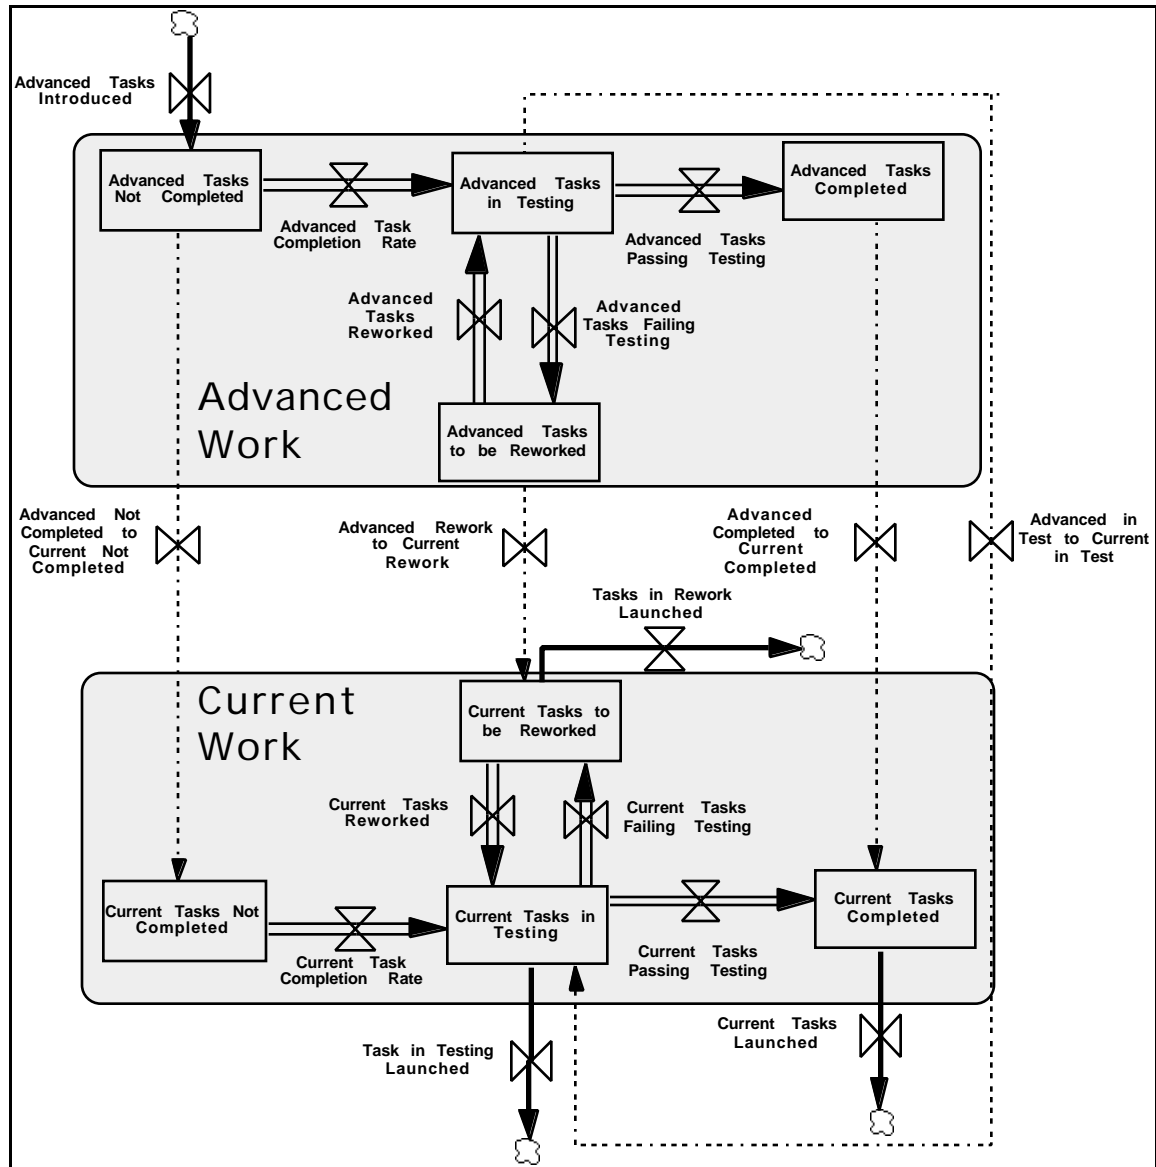 Advanced Tasks
Introduced
Advanced Tasks
Not Completed
Advanced Task
Completion Rate
Advanced Tasks
in Testing
Advanced Tasks
Passing Testing
Advanced Tasks
Completed
Advanced
Tasks
Reworked
Advanced
Tasks Failing
Testing
Advanced
Work
Advanced Tasks
to be Reworked
Advanced Not
Completed to
Current Not
Completed
Advanced Rework
to Current
Rework
Advanced
Completed to
Current
Completed
Advanced in
Test to Current
in Test
Tasks in Rework
Launched
Current
Work
Current Tasks to
be Reworked
Current Tasks
Reworked
Current Tasks
Failing Testing
Current Tasks Not
Completed
Current Task
Completion Rate
Current Tasks in
Testing
Current Tasks
Passing Testing
Current Tasks
Completed
Task in Testing
Launched
Current Tasks
Launched